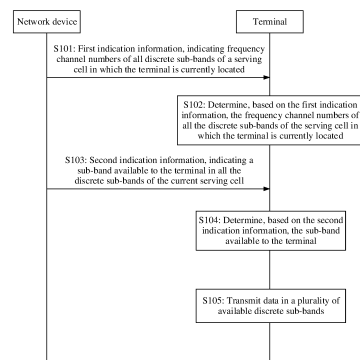 Network device
Terminal
S101: First indication information, indicating frequency
channel numbers of all discrete sub-bands of a serving
cell in which the terminal is currently located
S102: Determine, based on the first indication
information, the frequency channel numbers of
all the discrete sub-bands of the serving cell in
which the terminal is currently located
S103: Second indication information, indicating a
sub-band available to the terminal in all the
discrete sub-bands of the current serving cell
S104: Determine, based on the second
indication information, the sub-band
available to the terminal
S105: Transmit data in a plurality of
available discrete sub-bands